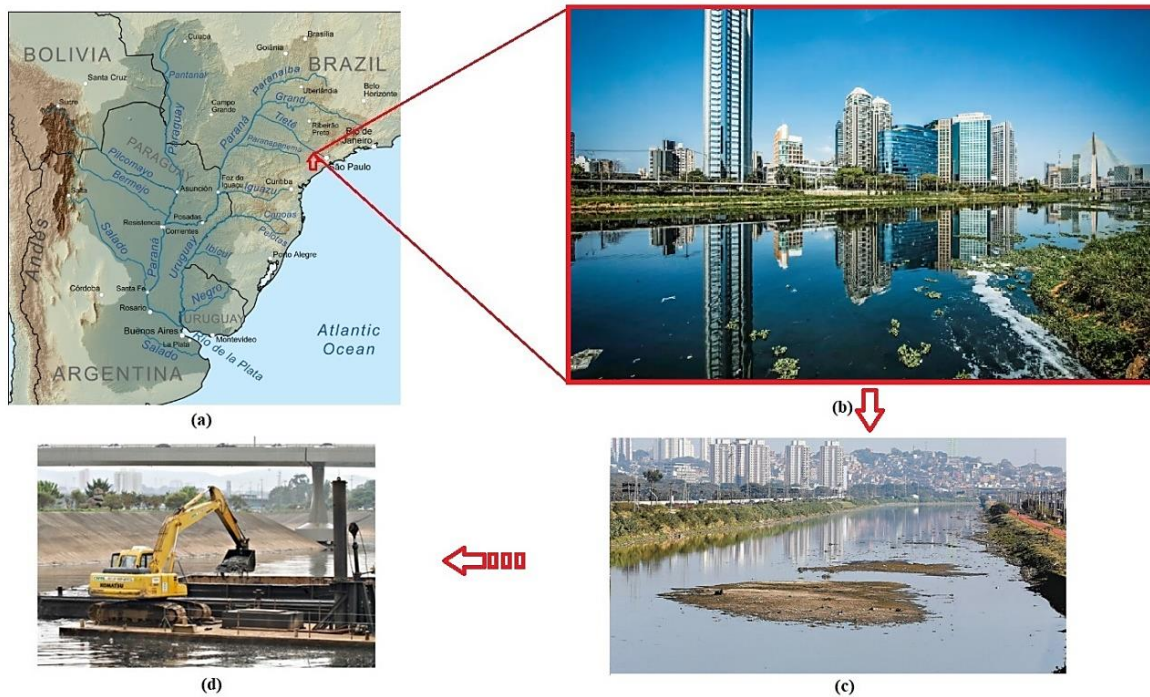 BOLIVIA
Santa Cruz
Sucre
Cuiabá
Pantanal
Brasília
Goiânia
BRAZIL
Paranaíba
Uberlândia
Belo
Horizonte
Campo
Grande
Grand
Ribeirão
Preto
Tietê
Rio de
Janeiro
Paraguay
Paraná
Paranapanema
São Paulo
PARAGUAY
Pilcomayo
Bermejo
Asunción
Foz do
Iguaçu
Iguazu
Curitiba
Resistencia
Posadas
Corrientes
Canoas
Pelotas
Andes
Salado
Paraná
Uruguay
Ibicuí
Porto Alegre
Córdoba
Santa Fe
Rosario
Negro
URUGUAY
Buenos Aires
La Plata
Montevideo
Salado
Río de la Plata
Atlantic
Ocean
ARGENTINA
(a)
(b)
KOMATSU
(d)
(c)